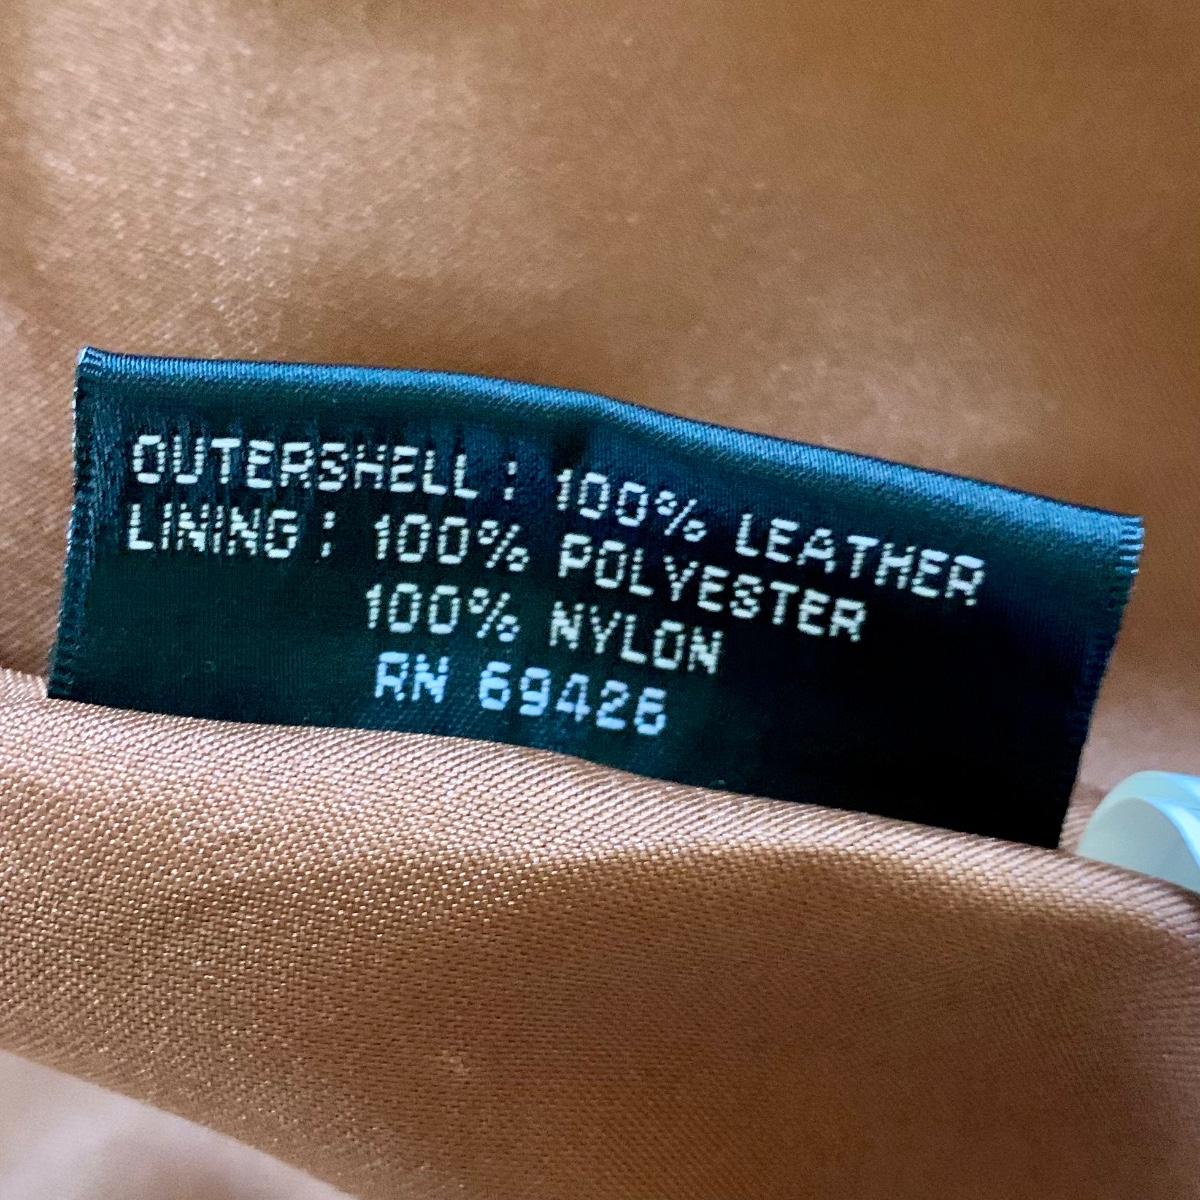 OUTERSHELL : 100% LEATHER
LINING : 100% POLYESTER
100% NYLON
RN 69426